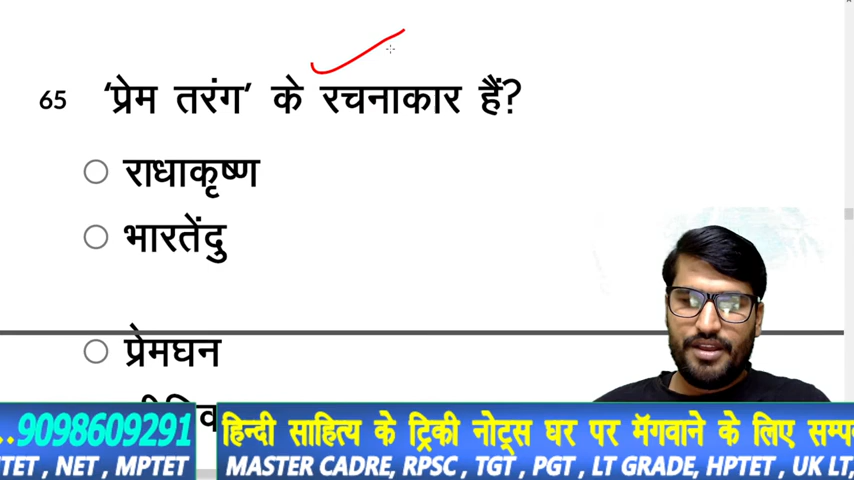 65 ‘प्रेम तरंग’ के रचनाकार हैं?
राधाकृष्ण
भारतेंदु
प्रेमघन
..9098609291 हिन्दी साहित्य के ट्रिकी नोट्स घर पर मॅगवाने के लिए सम्प
TET , NET , MPTET MASTER CADRE, RPSC , TGT , PGT , LT GRADE, HPTET , UK LT,